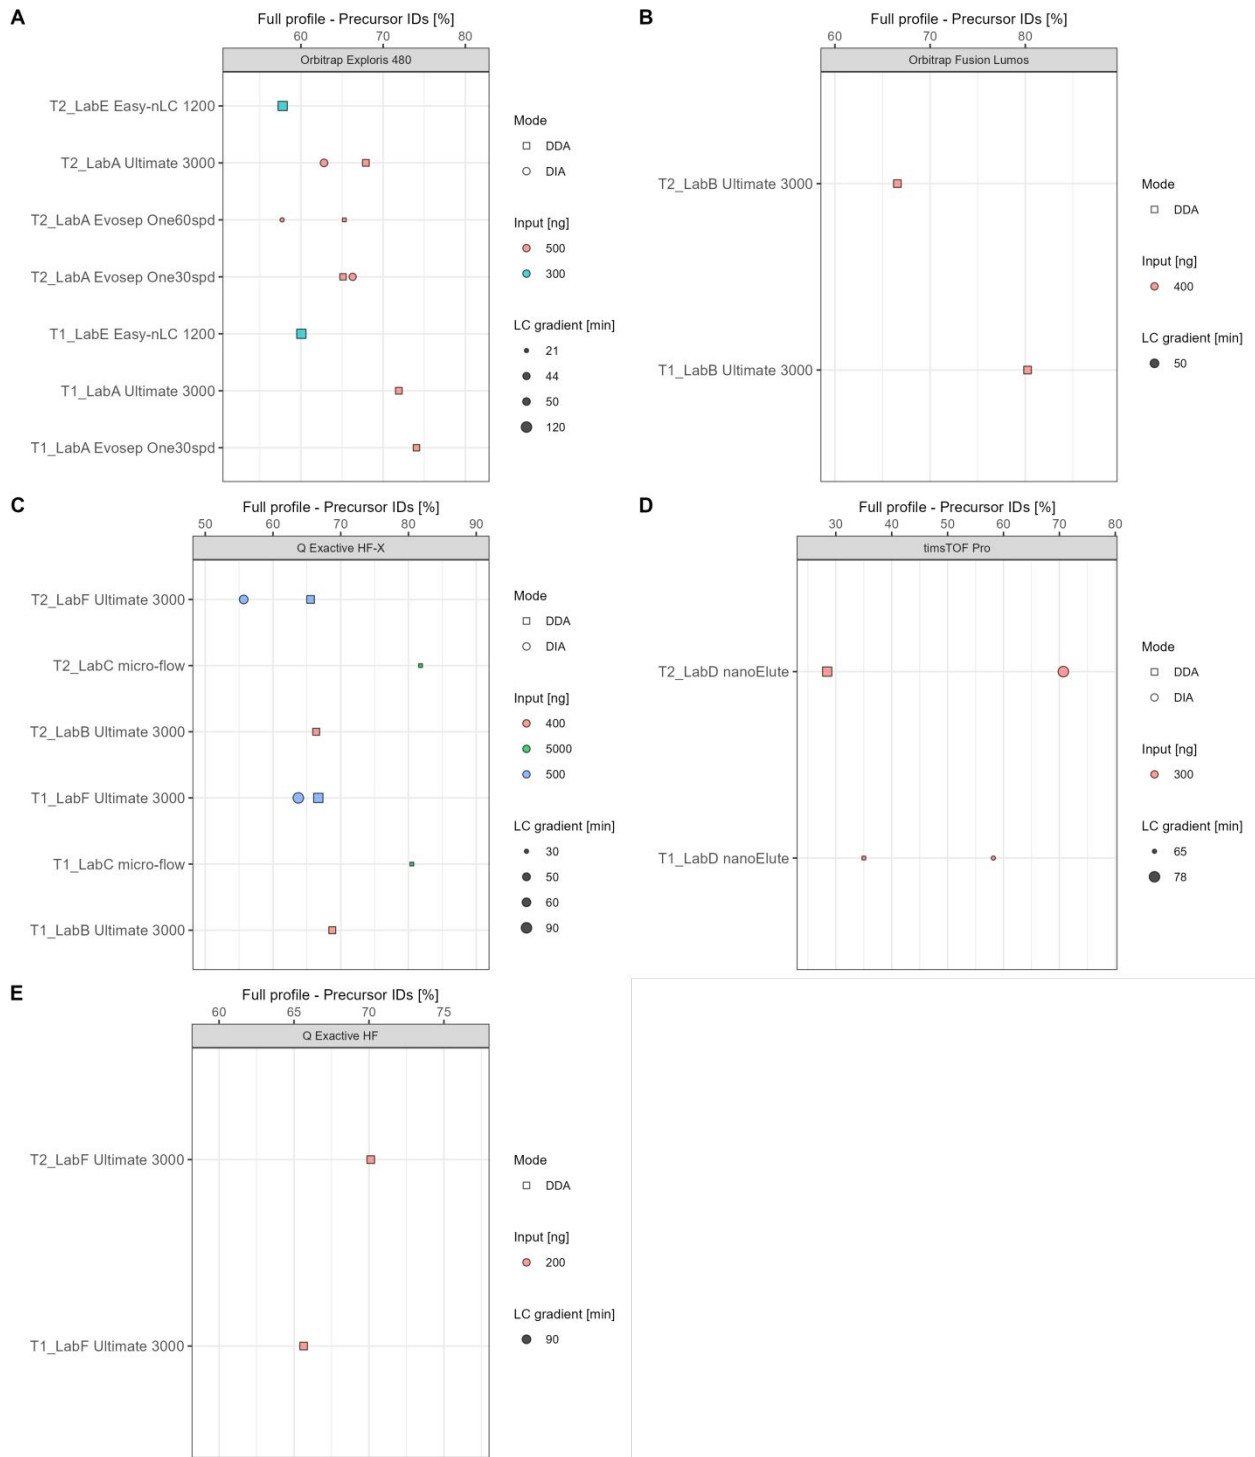 A
Full profile - Precursor IDs [%]
60 70 80
Orbitrap Exploris 480
T2_LabE Easy-nLC 1200
T2_LabA Ultimate 3000
T2_LabA Evosep One60spd
T2_LabA Evosep One30spd
T1_LabE Easy-nLC 1200
T1_LabA Ultimate 3000
T1_LabA Evosep One30spd
Mode
DDA
DIA
Input [ng]
500
300
LC gradient [min]
21
44
50
120
B
Full profile - Precursor IDs [%]
60 70 80
Orbitrap Fusion Lumos
T2_LabB Ultimate 3000
T1_LabB Ultimate 3000
Mode
DDA
Input [ng]
400
LC gradient [min]
50
C
Full profile - Precursor IDs [%]
50 60 70 80 90
Q Exactive HF-X
T2_LabF Ultimate 3000
T2_LabC micro-flow
T2_LabB Ultimate 3000
T1_LabF Ultimate 3000
T1_LabC micro-flow
T1_LabB Ultimate 3000
Mode
DDA
DIA
Input [ng]
400
5000
500
LC gradient [min]
30
50
60
90
D
Full profile - Precursor IDs [%]
30 40 50 60 70 80
timsTOF Pro
T2_LabD nanoElute
T1_LabD nanoElute
Mode
DDA
DIA
Input [ng]
300
LC gradient [min]
65
78
E
Full profile - Precursor IDs [%]
60 65 70 75
Q Exactive HF
T2_LabF Ultimate 3000
T1_LabF Ultimate 3000
Mode
DDA
Input [ng]
200
LC gradient [min]
90